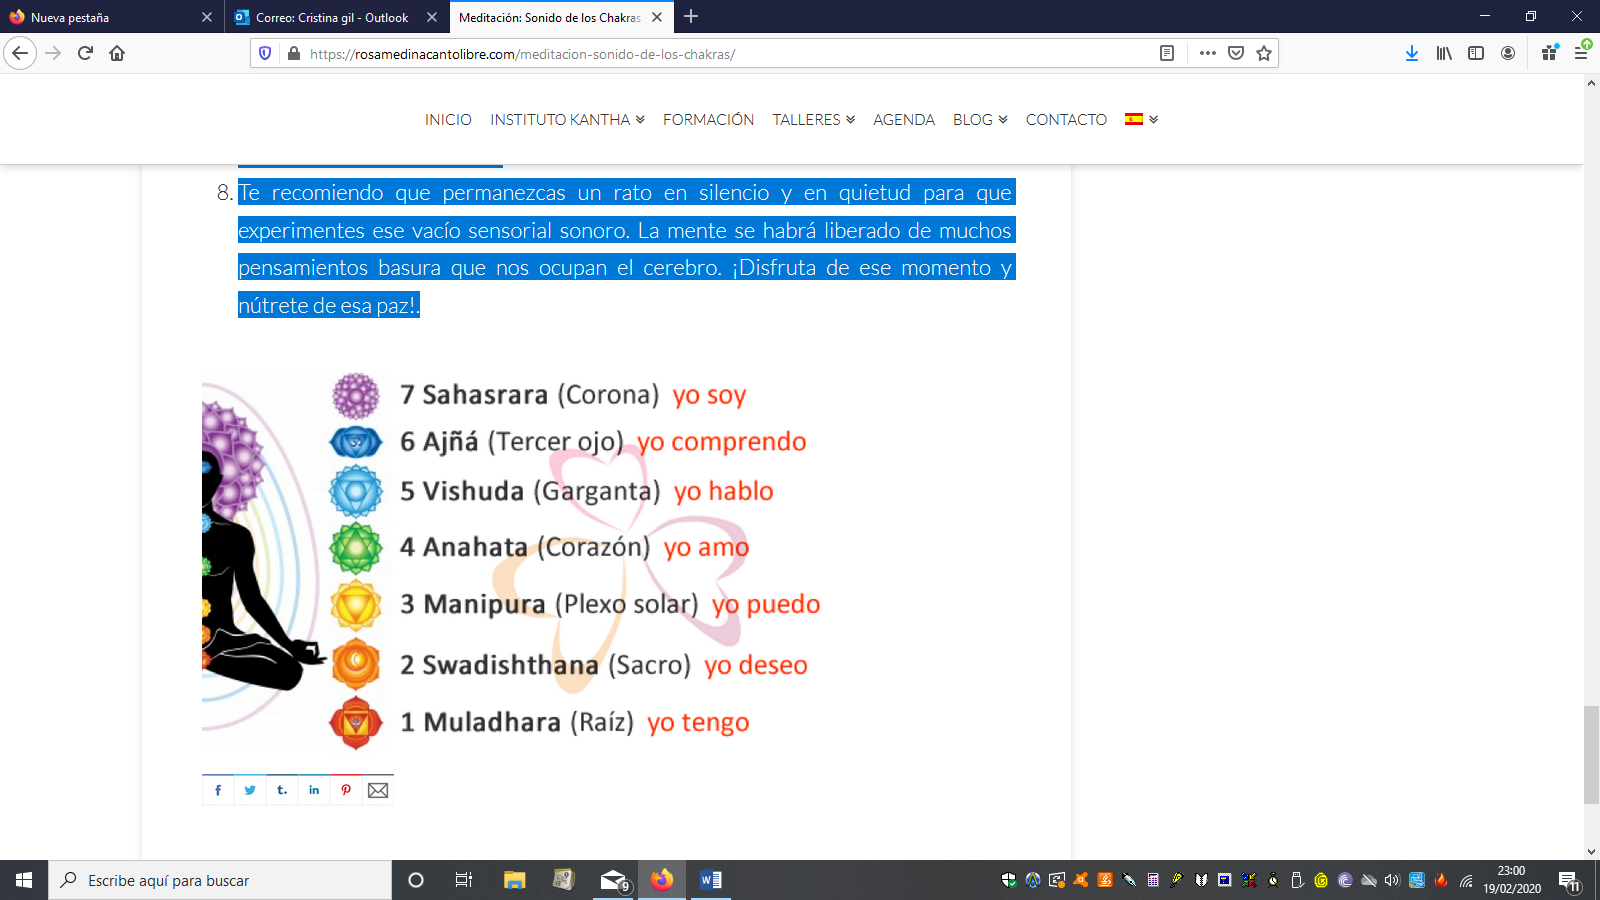 Nueva pestaña
Correo: Cristina gil - Outlook
Meditación: Sonido de los Chakras
https://rosamedinacantolibre.com/meditacion-sonido-de-los-chakras/
INICIO INSTITUTO KANTHA FORMACIÓN TALLERES AGENDA BLOG CONTACTO
8. Te recomiendo que permanezcas un rato en silencio y en quietud para que
experimentes ese vacío sensorial sonoro. La mente se habrá liberado de muchos
pensamientos basura que nos ocupan el cerebro. ¡Disfruta de ese momento y
nútrete de esa paz!.
7 Sahasrara (Corona) yo soy
6 Ajñá (Tercer ojo) yo comprendo
5 Vishuda (Garganta) yo hablo
4 Anahata (Corazón) yo amo
3 Manipura (Plexo solar) yo puedo
2 Swadishthana (Sacro) yo deseo
1 Muladhara (Raíz) yo tengo
Escribe aquí para buscar
9
23:00
19/02/2020
11